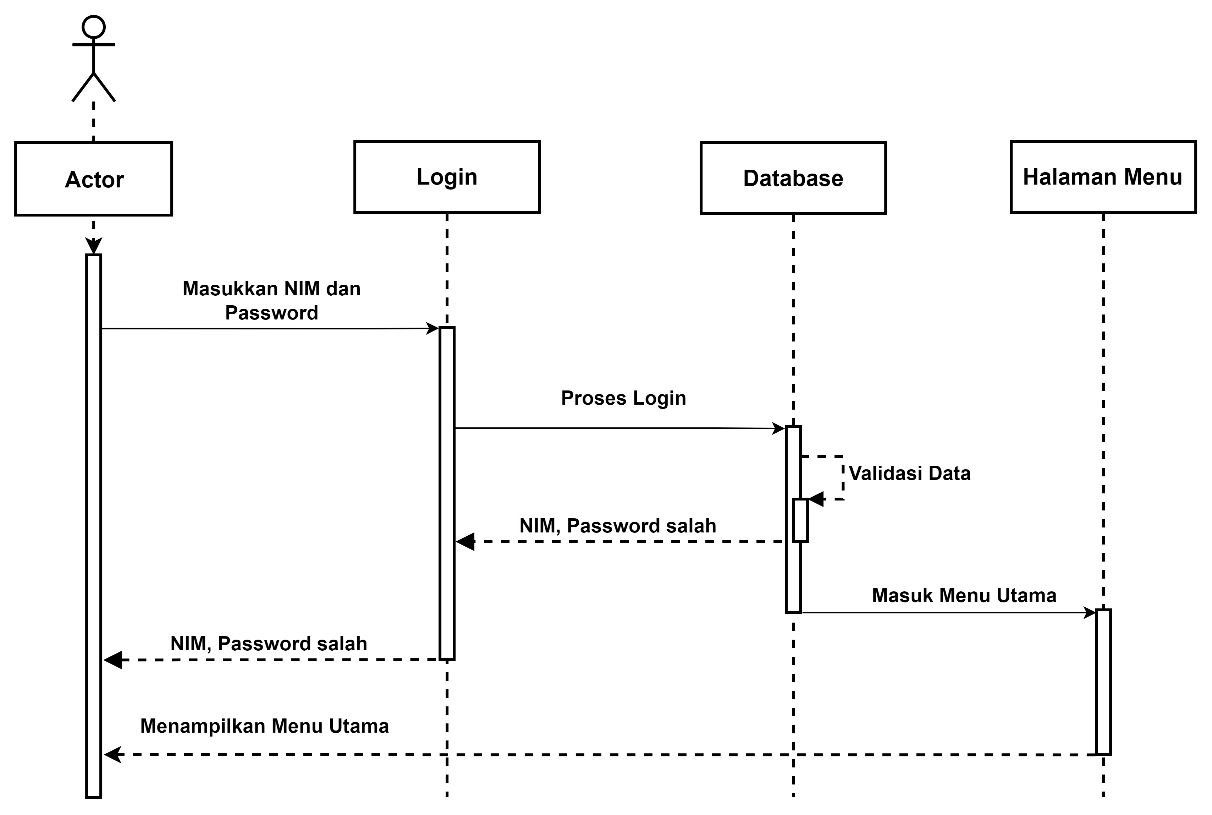 Actor
Login
Database
Halaman Menu
Masukkan NIM dan
Password
Proses Login
Validasi Data
NIM, Password salah
Masuk Menu Utama
NIM, Password salah
Menampilkan Menu Utama